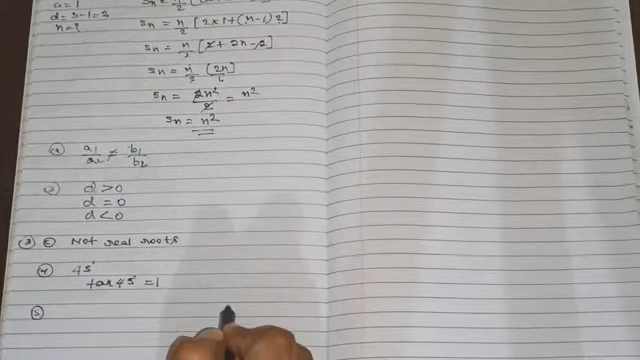 a = 1
d = 3-1 = 2
Sn = n/2 [2×1+(n-1)2]
Sn = n/2 [2+2n-2]
Sn = n/2 [2n]
Sn = 2n²/2 = n²
Sn = n²
(1) a1/a2 ≠ b1/b2
(2) d > 0
d = 0
d < 0
(3) (c) Not real roots
(4) 45°
tan 45° = 1
(5)